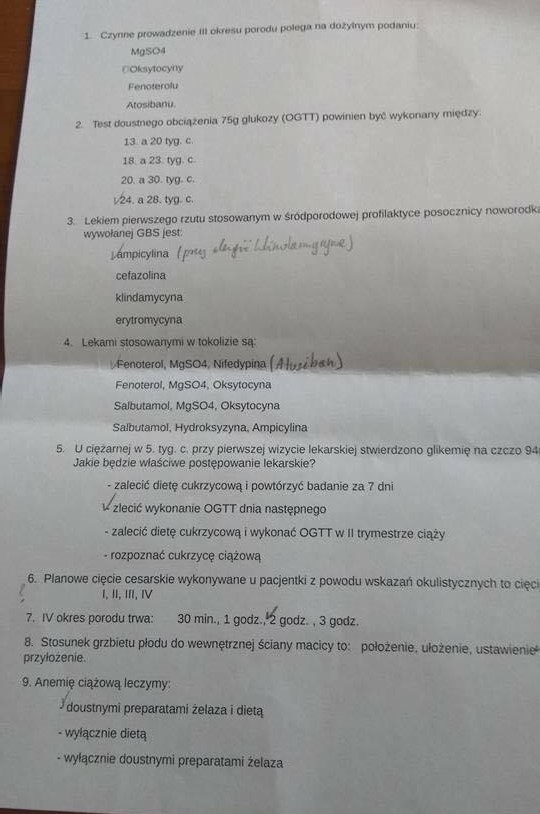 1. Czynne prowadzenie III okresu porodu polega na dożylnym podaniu:
MgSO4
Oksytocyny
Fenoterolu
Atosibanu.
2. Test doustnego obciążenia 75g glukozy (OGTT) powinien być wykonany między:
13. a 20 tyg. c.
18. a 23. tyg. c.
20. a 30. tyg. c.
24. a 28. tyg. c.
3. Lekiem pierwszego rzutu stosowanym w śródporodowej profilaktyce posocznicy noworodka
wywołanej GBS jest:
ampicylina (przy alergii klindamycyna)
cefazolina
klindamycyna
erytromycyna
4. Lekami stosowanymi w tokolizie są:
Fenoterol, MgSO4, Nifedypina (Atosiban)
Fenoterol, MgSO4, Oksytocyna
Salbutamol, MgSO4, Oksytocyna
Salbutamol, Hydroksyzyna, Ampicylina
5. U ciężarnej w 5. tyg. c. przy pierwszej wizycie lekarskiej stwierdzono glikemię na czczo 94
Jakie będzie właściwe postępowanie lekarskie?
- zalecić dietę cukrzycową i powtórzyć badanie za 7 dni
zlecić wykonanie OGTT dnia następnego
- zalecić dietę cukrzycową i wykonać OGTT w II trymestrze ciąży
- rozpoznać cukrzycę ciążową
6. Planowe cięcie cesarskie wykonywane u pacjentki z powodu wskazań okulistycznych to cięci
I, II, III, IV
7. IV okres porodu trwa: 30 min., 1 godz., 2 godz. , 3 godz.
8. Stosunek grzbietu płodu do wewnętrznej ściany macicy to: położenie, ułożenie, ustawienie
przyłożenie.
9. Anemię ciążową leczymy:
doustnymi preparatami żelaza i dietą
- wyłącznie dietą
- wyłącznie doustnymi preparatami żelaza